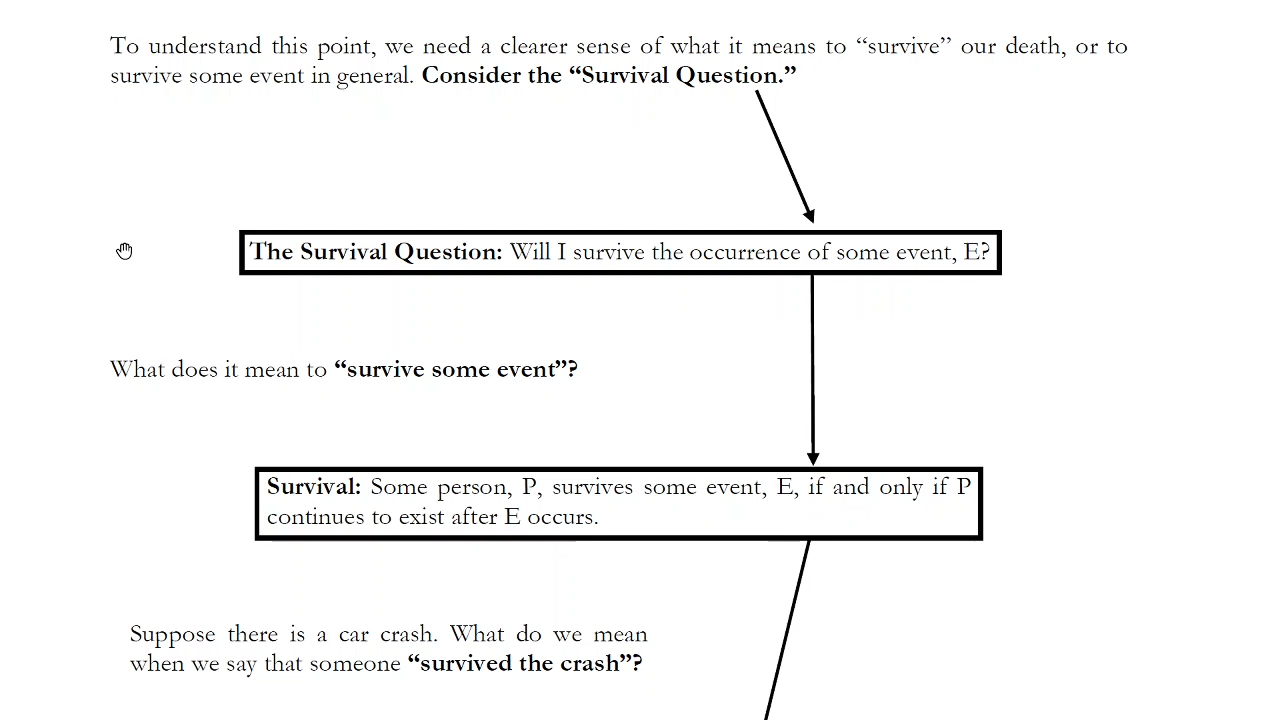 To understand this point, we need a clearer sense of what it means to “survive” our death, or to
survive some event in general. Consider the “Survival Question.”
The Survival Question: Will I survive the occurrence of some event, E?
What does it mean to “survive some event”?
Survival: Some person, P, survives some event, E, if and only if P
continues to exist after E occurs.
Suppose there is a car crash. What do we mean
when we say that someone “survived the crash”?